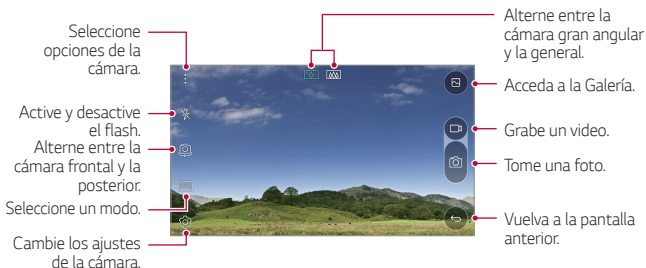 Seleccione
opciones de la
cámara.
Active y desactive
el flash.
Alterne entre la
cámara frontal y la
posterior.
Seleccione un modo.
Cambie los ajustes
de la cámara.
Alterne entre la
cámara gran angular
y la general.
Acceda a la Galería.
Grabe un video.
Tome una foto.
Vuelva a la pantalla
anterior.